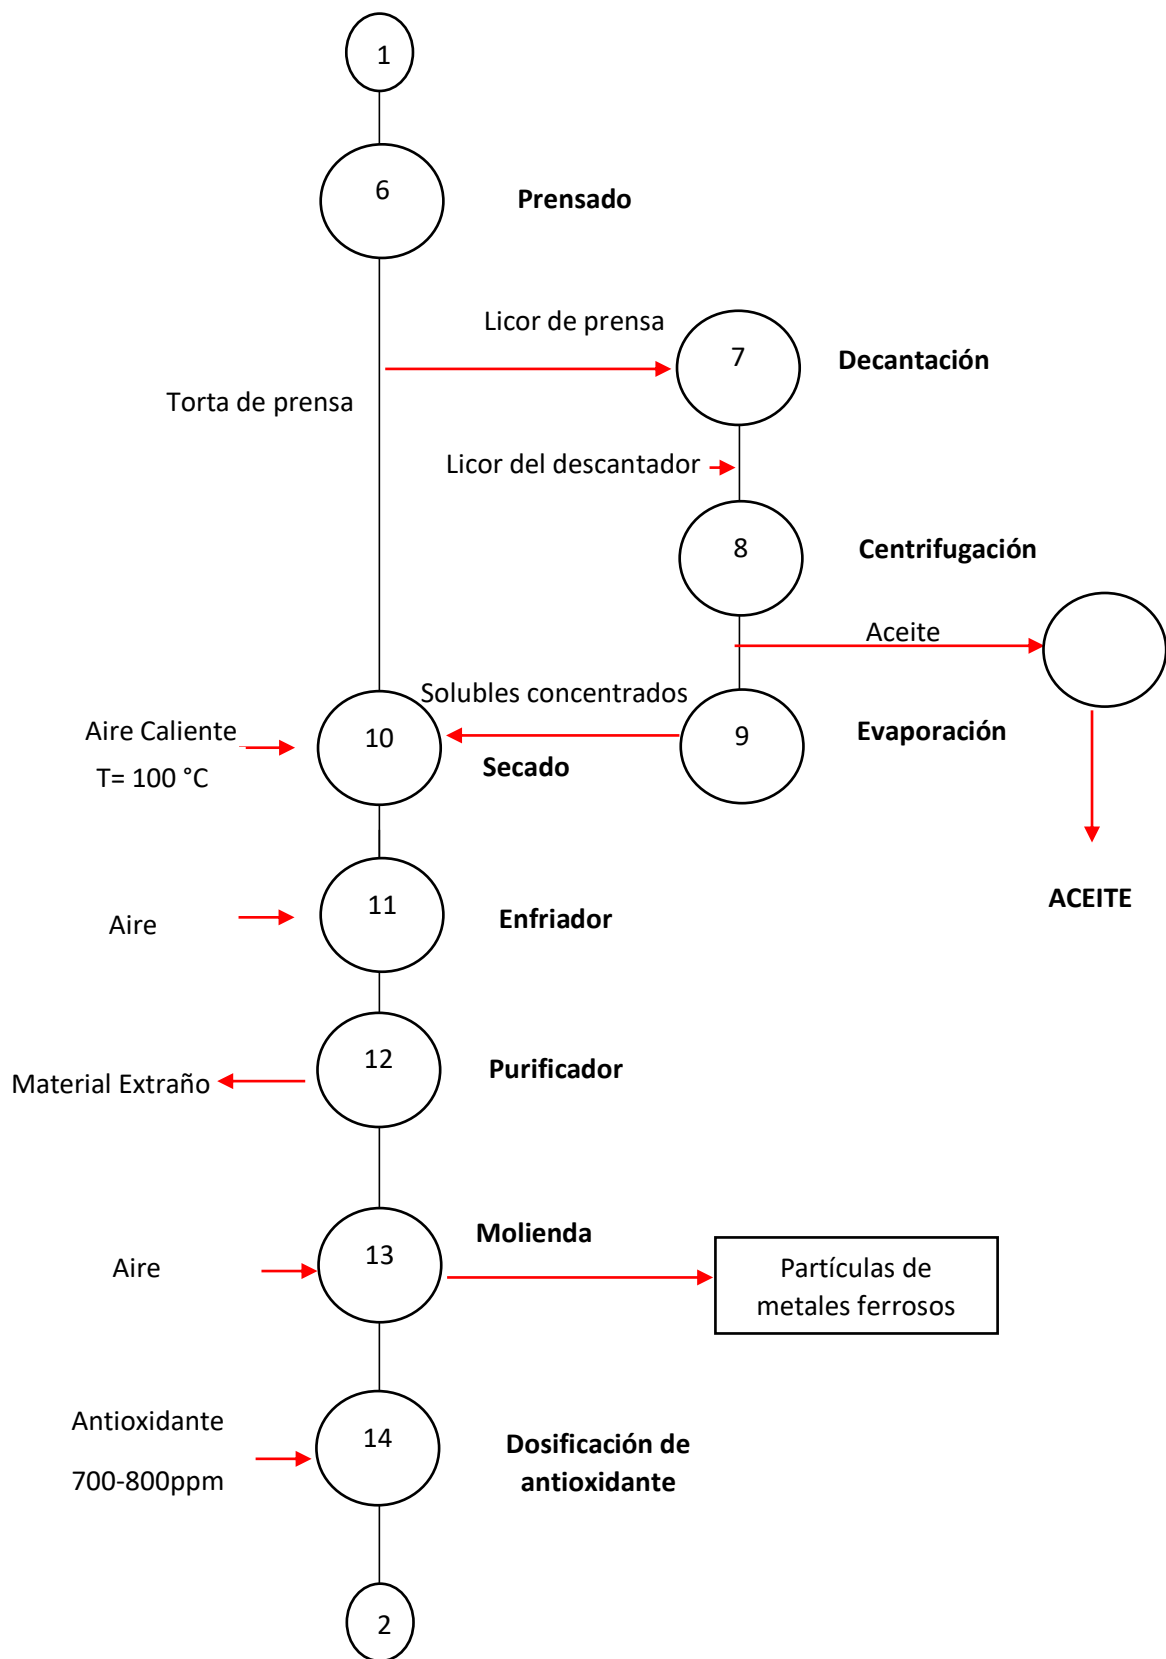 1
6
Prensado
Licor de prensa
7
Decantación
Torta de prensa
Licor del descantador
8
Centrifugación
Aceite
Solubles concentrados
Aire Caliente
T= 100 °C
10
Secado
9
Evaporación
ACEITE
Aire
11
Enfriador
12
Purificador
Material Extraño
Molienda
Aire
13
Partículas de
metales ferrosos
Antioxidante
700-800ppm
14
Dosificación de
antioxidante
2